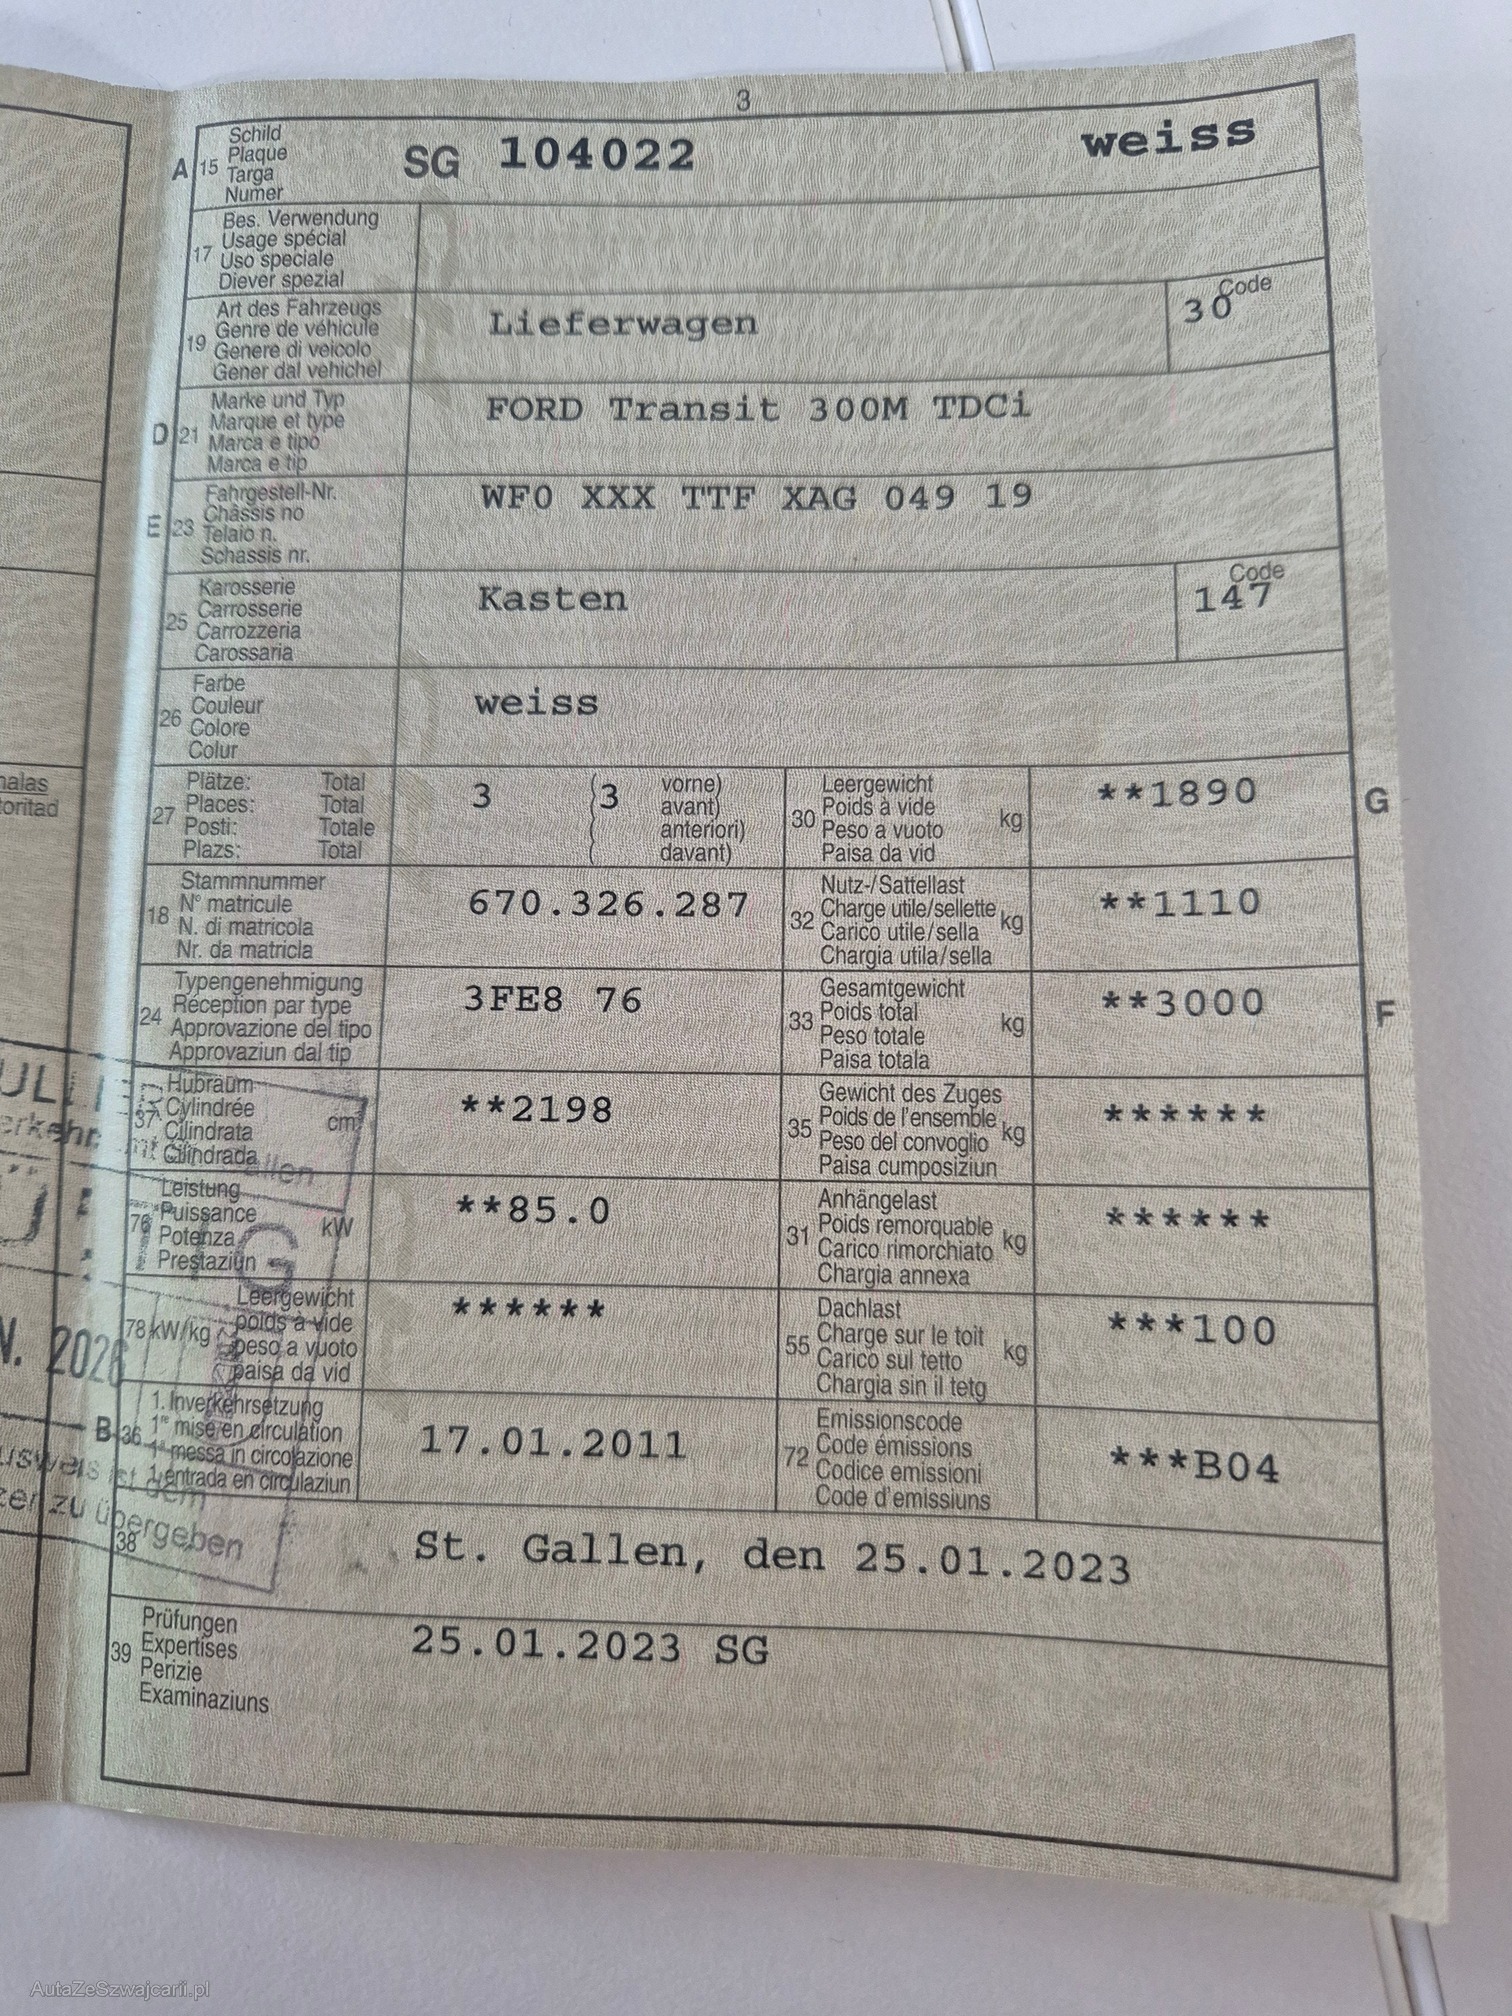 3
A 15 Schild
Plaque
Targa
Numer
SG 104022 weiss
17 Bes. Verwendung
Usage spécial
Uso speciale
Diever spezial
19 Art des Fahrzeugs
Genre de véhicule
Genere di veicolo
Gener dal vehichel
Lieferwagen
Code
30
D 21 Marke und Typ
Marque et type
Marca e tipo
Marca e tip
FORD Transit 300M TDCi
E 23 Fahrgestell-Nr.
Châssis no
Telaio n.
Schassis nr.
WF0 XXX TTF XAG 049 19
25 Karosserie
Carrosserie
Carrozzeria
Carossaria
Kasten
Code
147
26 Farbe
Couleur
Colore
Colur
weiss
27 Plätze: Total
Places: Total
Posti: Totale
Plazs: Total
3 (3 vorne)
( avant)
( anteriori)
( davant)
30 Leergewicht
Poids à vide
Peso a vuoto
Paisa da vid
kg
**1890
G
18 Stammnummer
N° matricule
N. di matricola
Nr. da matricla
670.326.287
32 Nutz-/Sattellast
Charge utile/sellette
Carico utile/sella
Chargia utila/sella
kg
**1110
24 Typengenehmigung
Réception par type
Approvazione del tipo
Approvaziun dal tip
3FE8 76
33 Gesamtgewicht
Poids total
Peso totale
Paisa totala
kg
**3000
F
37 Hubraum
Cylindrée
Cilindrata
Cilindrada
cm³
**2198
35 Gewicht des Zuges
Poids de l'ensemble
Peso del convoglio
Paisa cumposiziun
kg
******
76 Leistung
Puissance
Potenza
Prestaziun
kW
**85.0
31 Anhängelast
Poids remorquable
Carico rimorchiato
Chargia annexa
kg
******
78 kW/kg Leergewicht
poids à vide
peso a vuoto
paisa da vid
******
55 Dachlast
Charge sur le toit
Carico sul tetto
Chargia sin il tetg
kg
***100
B 36 1. Inverkehrsetzung
1re mise en circulation
1a messa in circolazione
1. entrada en circulaziun
17.01.2011
72 Emissionscode
Code émissions
Codice emissioni
Code d'emissiuns
***B04
38
St. Gallen, den 25.01.2023
39 Prüfungen
Expertises
Perizie
Examinaziuns
25.01.2023 SG
zu übergeben
AutaZeSzwajcarii.pl